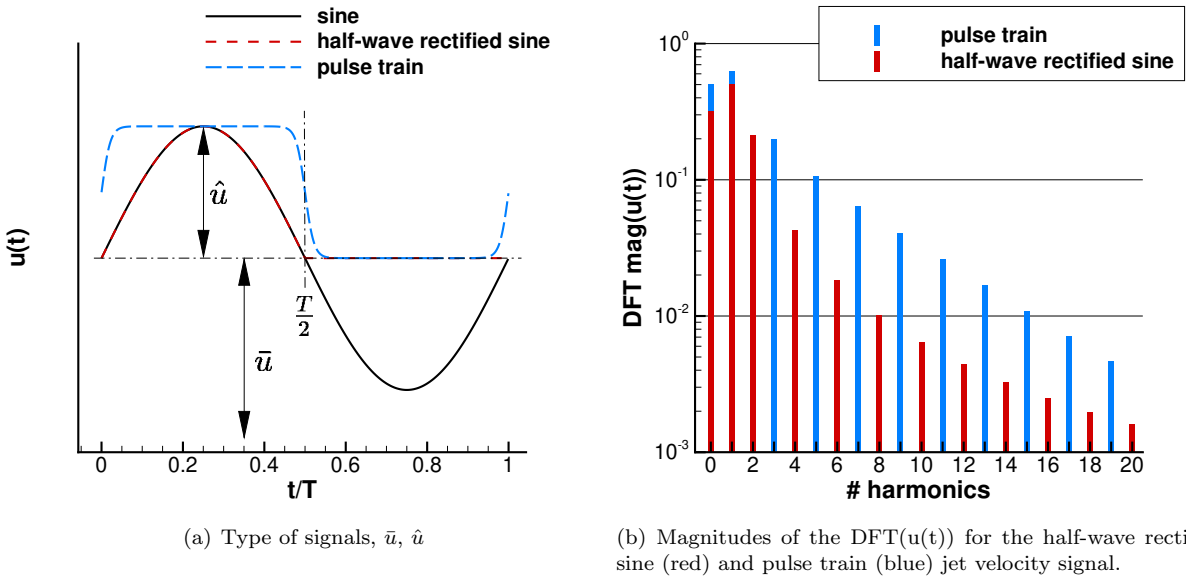 sine
half-wave rectified sine
pulse train
u(t)
û
ū
T
2
0 0.2 0.4 0.6 0.8 1
t/T
(a) Type of signals, ū, û
pulse train
half-wave rectified sine
10^0
10^-1
10^-2
10^-3
DFT mag(u(t))
0 2 4 6 8 10 12 14 16 18 20
# harmonics
(b) Magnitudes of the DFT(u(t)) for the half-wave recti
sine (red) and pulse train (blue) jet velocity signal.